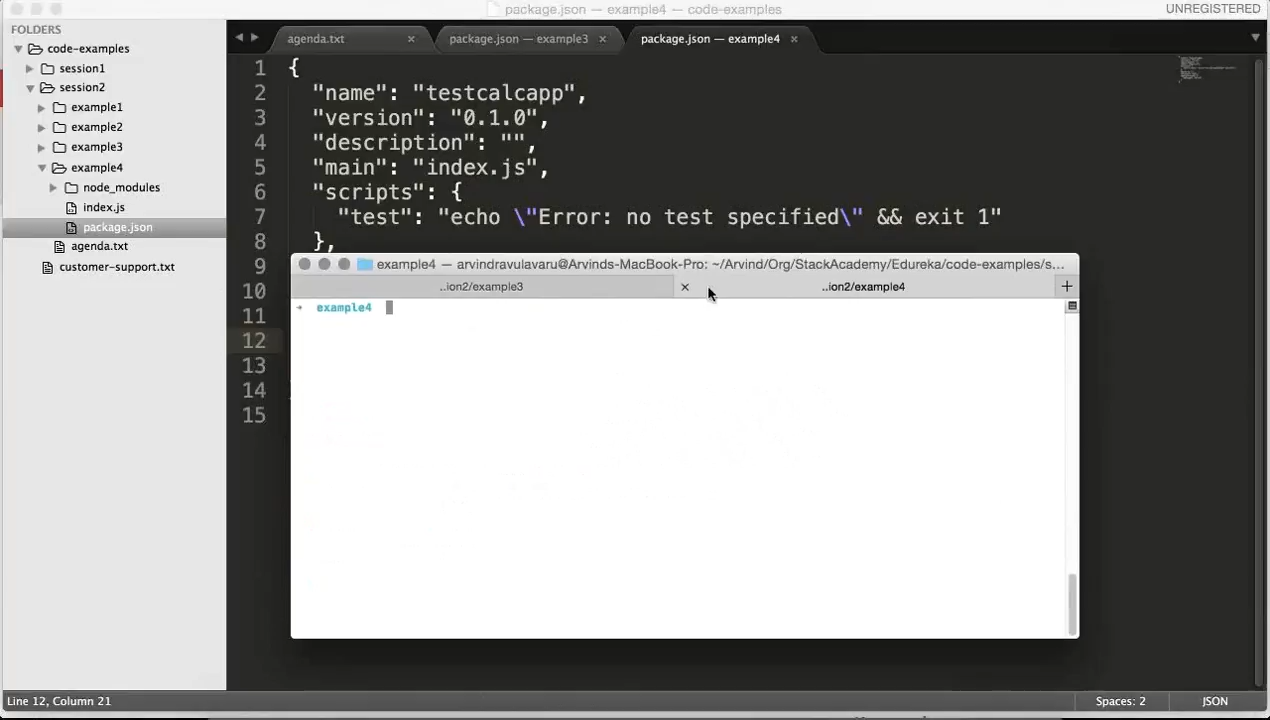 package.json — example4 — code-examples
UNREGISTERED
FOLDERS
code-examples
session1
session2
example1
example2
example3
example4
node_modules
index.js
package.json
agenda.txt
customer-support.txt
agenda.txt ×
package.json — example3 ×
package.json — example4 ×
1 {
2 "name": "testcalcapp",
3 "version": "0.1.0",
4 "description": "",
5 "main": "index.js",
6 "scripts": {
7 "test": "echo \"Error: no test specified\" && exit 1"
8 },
9
10
11
12
13
14
15
example4 — arvindravulavaru@Arvinds-MacBook-Pro: ~/Arvind/Org/StackAcademy/Edureka/code-examples/s...
..ion2/example3
× ..ion2/example4 +
→ example4
Line 12, Column 21
Spaces: 2
JSON